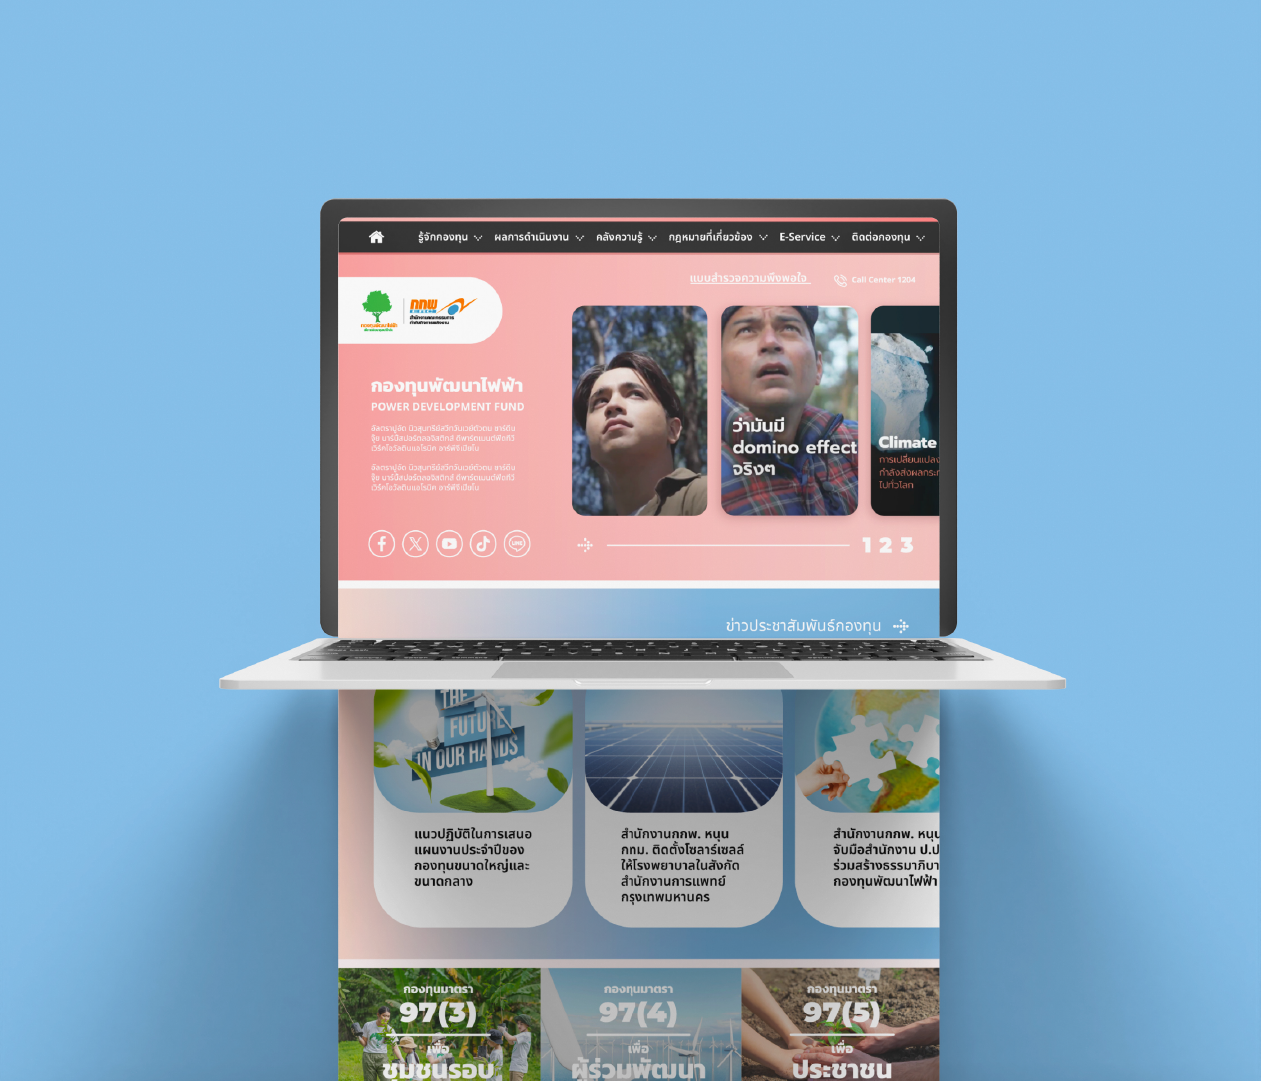 รู้จักกองทุน
ผลการดำเนินงาน
คลังความรู้
กฎหมายที่เกี่ยวข้อง
E-Service
ติดต่อกองทุน
แบบสำรวจความพึงพอใจ
Call Center 1204
กกพ
กองทุนพัฒนาไฟฟ้า
POWER DEVELOPMENT FUND
ว่ามันมี
domino effect
จริงๆ
Climate
การเปลี่ยนแปลง
กำลังส่งผลกระท
ไปทั่วโลก
1 2 3
ข่าวประชาสัมพันธ์กองทุน
THE
FUTURE
IN OUR HANDS
แนวปฏิบัติในการเสนอ
แผนงานประจำปีของ
กองทุนขนาดใหญ่และ
ขนาดกลาง
สำนักงานกกพ. หนุน
กทม. ติดตั้งโซลาร์เซลล์
ให้โรงพยาบาลในสังกัด
สำนักงานการแพทย์
กรุงเทพมหานคร
สำนักงานกกพ. หนุน
จับมือสำนักงาน ป.ป
ร่วมสร้างธรรมาภิบา
กองทุนพัฒนาไฟฟ้า
กองทุนมาตรา
97(3)
เพื่อ
ชุมชนรอบ
กองทุนมาตรา
97(4)
เพื่อ
ผู้ร่วมพัฒนา
กองทุนมาตรา
97(5)
เพื่อ
ประชาชน